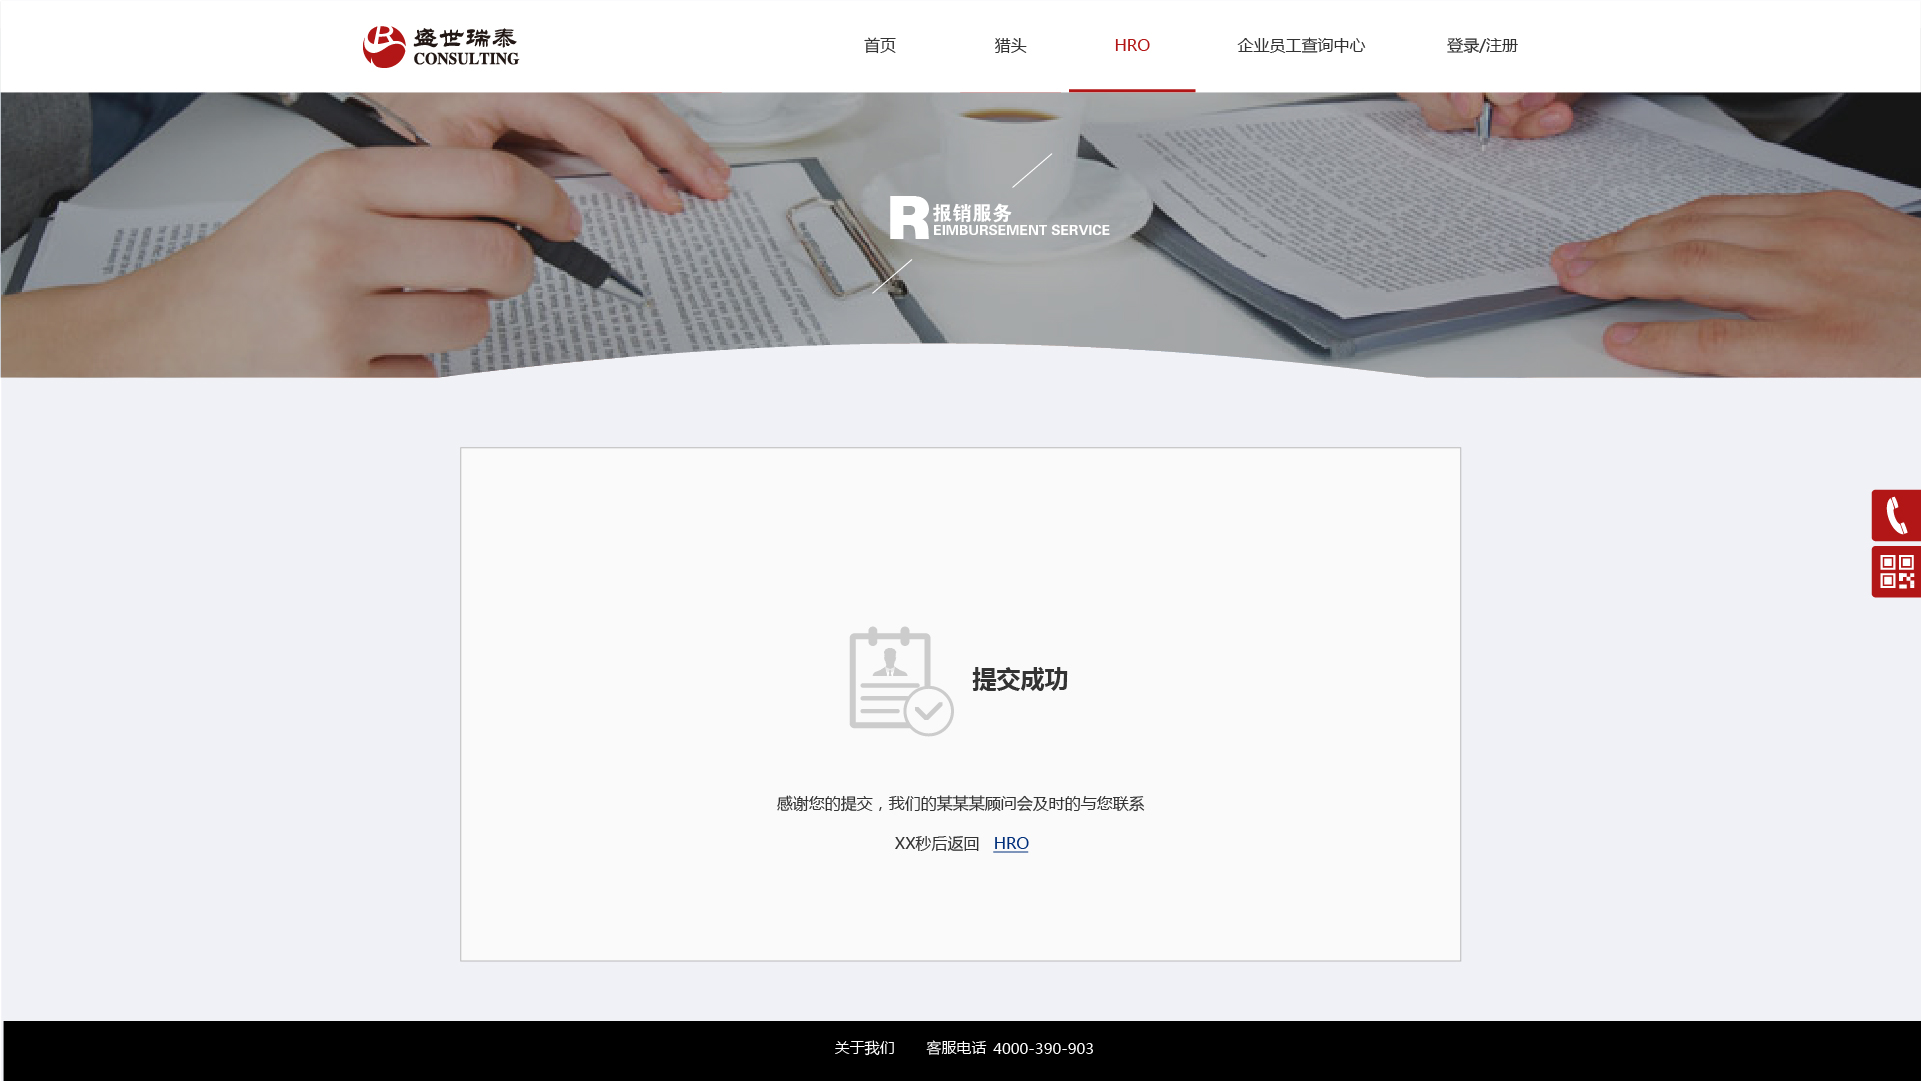 盛世瑞泰
CONSULTING
首页
猎头
HRO
企业员工查询中心
登录/注册
R报销服务
EIMBURSEMENT SERVICE
提交成功
感谢您的提交，我们的某某某顾问会及时的与您联系
XX秒后返回 HRO
关于我们 客服电话 4000-390-903